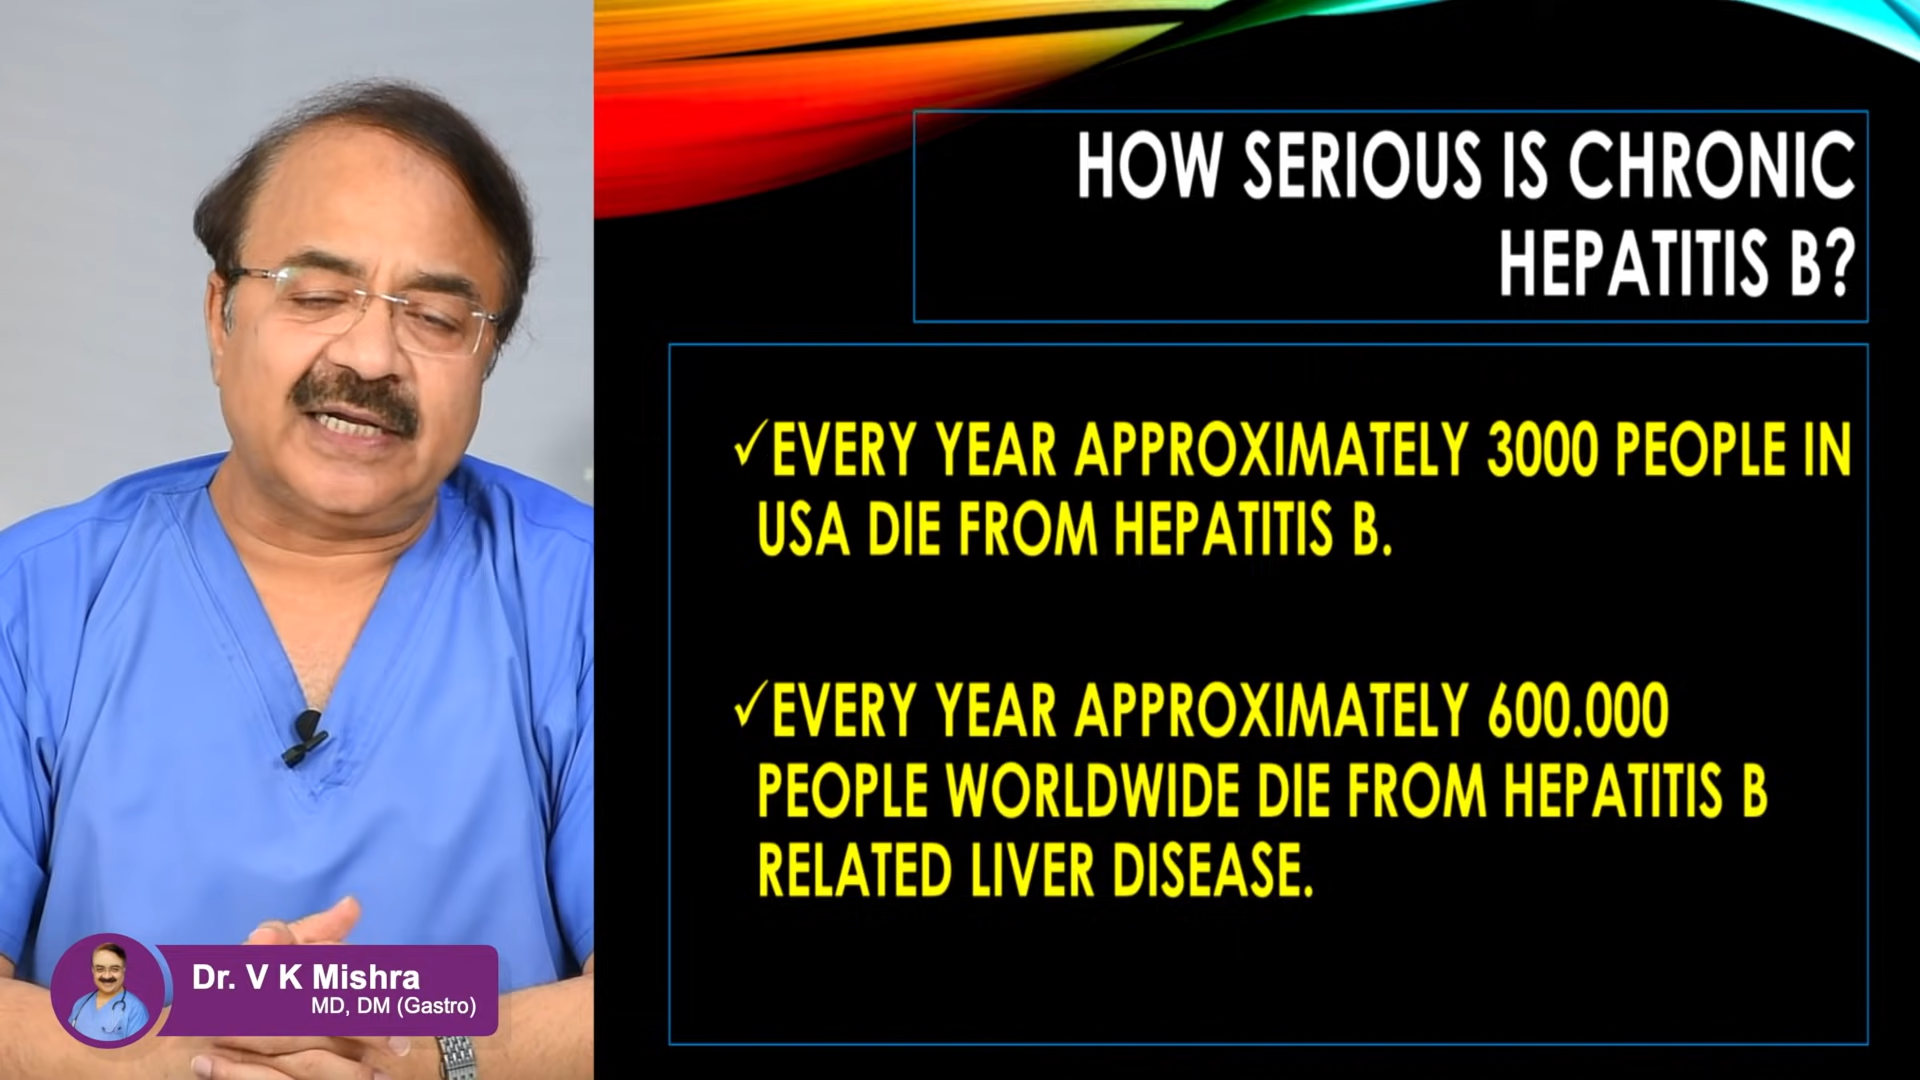 HOW SERIOUS IS CHRONIC
HEPATITIS B?
✓EVERY YEAR APPROXIMATELY 3000 PEOPLE IN
USA DIE FROM HEPATITIS B.
✓EVERY YEAR APPROXIMATELY 600.000
PEOPLE WORLDWIDE DIE FROM HEPATITIS B
RELATED LIVER DISEASE.
Dr. V K Mishra
MD, DM (Gastro)